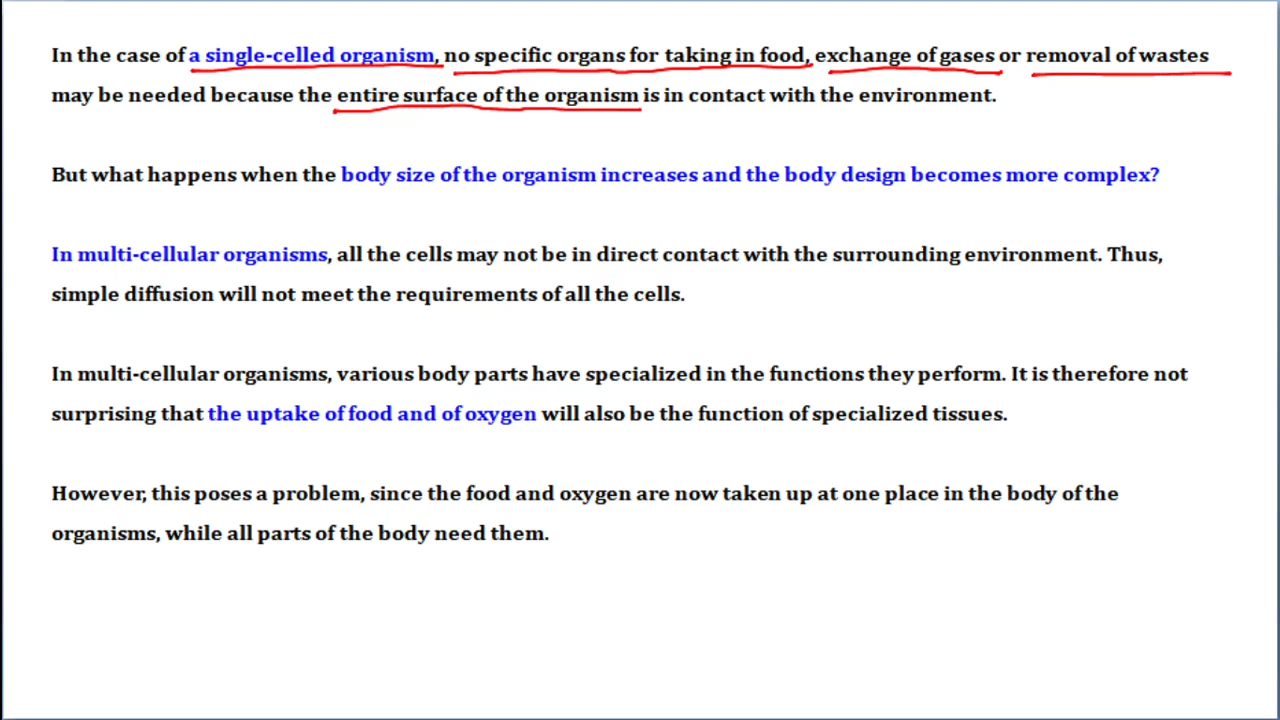 In the case of a single-celled organism, no specific organs for taking in food, exchange of gases or removal of wastes
may be needed because the entire surface of the organism is in contact with the environment.
But what happens when the body size of the organism increases and the body design becomes more complex?
In multi-cellular organisms, all the cells may not be in direct contact with the surrounding environment. Thus,
simple diffusion will not meet the requirements of all the cells.
In multi-cellular organisms, various body parts have specialized in the functions they perform. It is therefore not
surprising that the uptake of food and of oxygen will also be the function of specialized tissues.
However, this poses a problem, since the food and oxygen are now taken up at one place in the body of the
organisms, while all parts of the body need them.